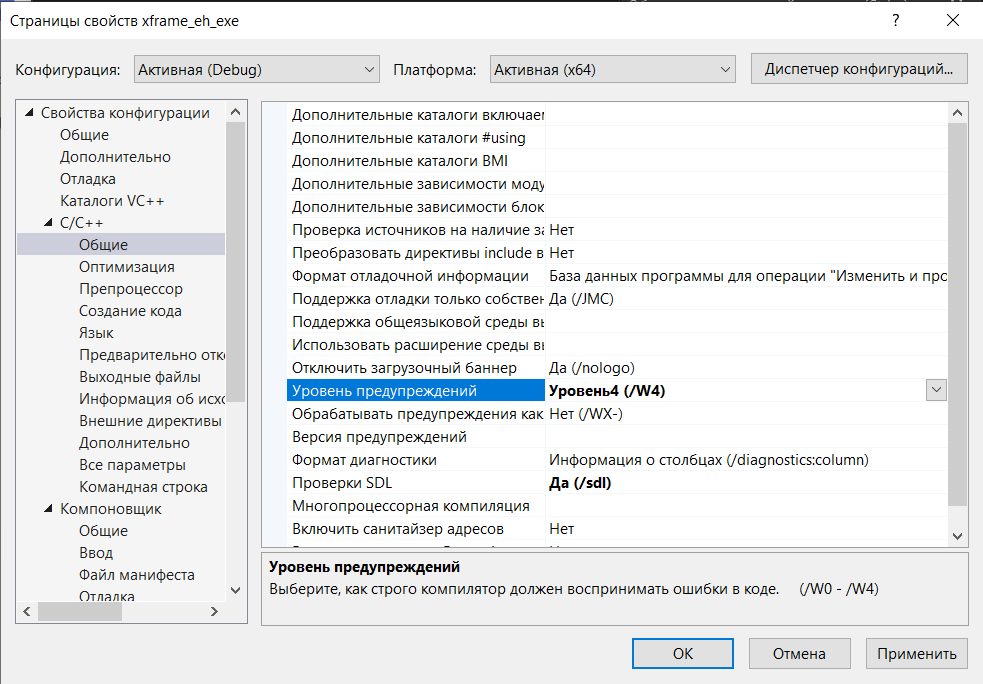 Страницы свойств xframe_eh_exe
Конфигурация: Активная (Debug) Платформа: Активная (x64) Диспетчер конфигураций...
Свойства конфигурации
Общие
Дополнительно
Отладка
Каталоги VC++
C/C++
Общие
Оптимизация
Препроцессор
Создание кода
Язык
Предварительно отк
Выходные файлы
Информация об исхо
Внешние директивы
Дополнительно
Все параметры
Командная строка
Компоновщик
Общие
Ввод
Файл манифеста
Отладка
Дополнительные каталоги включаем
Дополнительные каталоги #using
Дополнительные каталоги BMI
Дополнительные зависимости моду
Дополнительные зависимости блок
Проверка источников на наличие за Нет
Преобразовать директивы include в Нет
Формат отладочной информации База данных программы для операции "Изменить и про
Поддержка отладки только собствен Да (/JMC)
Поддержка общеязыковой среды вы
Использовать расширение среды вы
Отключить загрузочный баннер Да (/nologo)
Уровень предупреждений Уровень4 (/W4)
Обрабатывать предупреждения как Нет (/WX-)
Версия предупреждений
Формат диагностики Информация о столбцах (/diagnostics:column)
Проверки SDL Да (/sdl)
Многопроцессорная компиляция
Включить санитайзер адресов Нет
Уровень предупреждений
Выберите, как строго компилятор должен воспринимать ошибки в коде. (/W0 - /W4)
ОК Отмена Применить